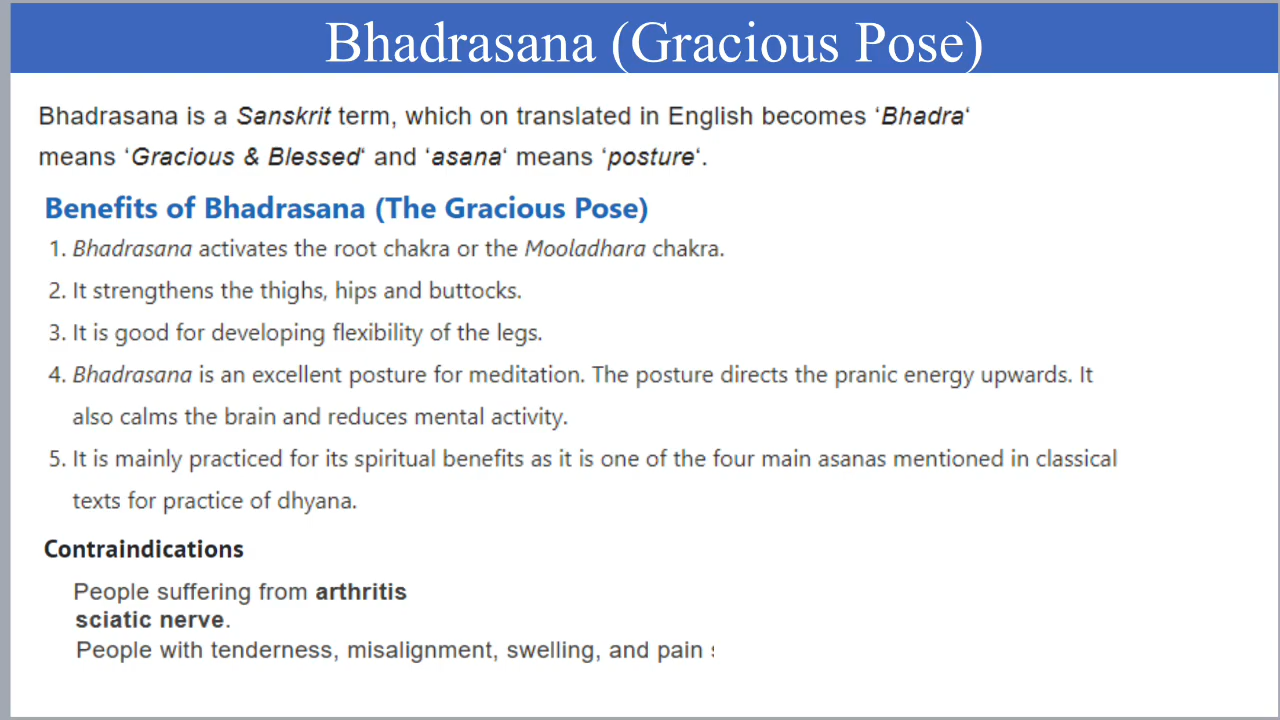 Bhadrasana (Gracious Pose)
Bhadrasana is a Sanskrit term, which on translated in English becomes ‘Bhadra‘
means ‘Gracious & Blessed‘ and ‘asana‘ means ‘posture‘.
Benefits of Bhadrasana (The Gracious Pose)
1. Bhadrasana activates the root chakra or the Mooladhara chakra.
2. It strengthens the thighs, hips and buttocks.
3. It is good for developing flexibility of the legs.
4. Bhadrasana is an excellent posture for meditation. The posture directs the pranic energy upwards. It
also calms the brain and reduces mental activity.
5. It is mainly practiced for its spiritual benefits as it is one of the four main asanas mentioned in classical
texts for practice of dhyana.
Contraindications
People suffering from arthritis
sciatic nerve.
People with tenderness, misalignment, swelling, and pain